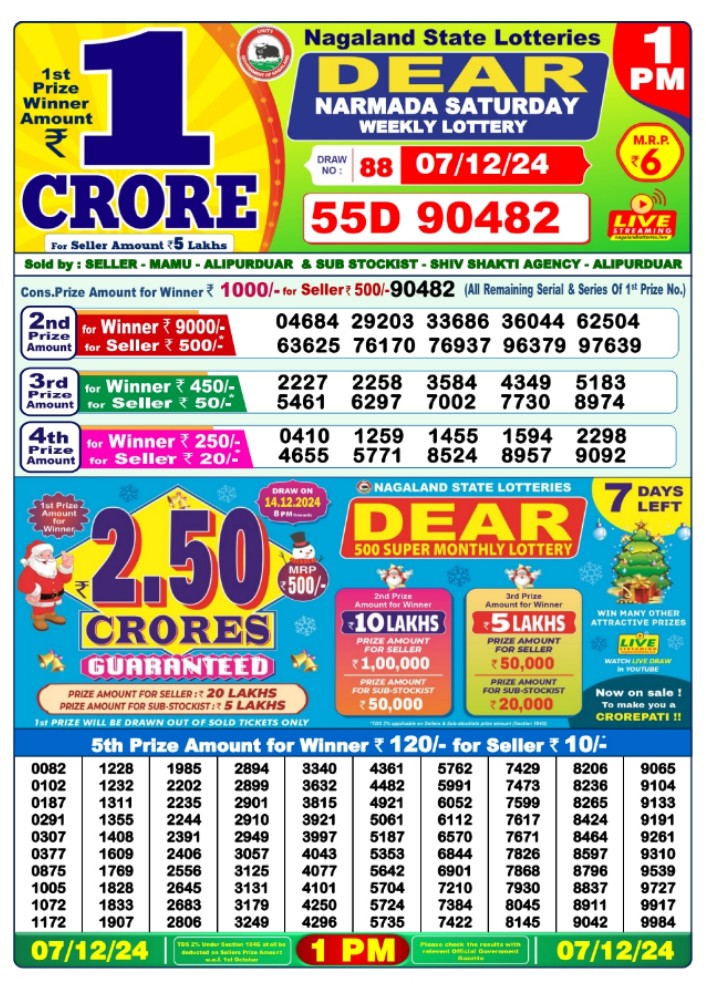 1st
Prize
Winner
Amount
₹
1
CRORE
For Seller Amount ₹5 Lakhs
Nagaland State Lotteries
DEAR
NARMADA SATURDAY
WEEKLY LOTTERY
1
PM
DRAW
NO :
88
07/12/24
M.R.P.
₹6
55D 90482
LIVE
STREAMING
nagalandlotteries.live
Sold by : SELLER - MAMU - ALIPURDUAR & SUB STOCKIST - SHIV SHAKTI AGENCY - ALIPURDUAR
Cons.Prize Amount for Winner ₹ 1000/- for Seller ₹ 500/- 90482 (All Remaining Serial & Series Of 1st Prize No.)
2nd
Prize
Amount
for Winner ₹ 9000/-
for Seller ₹ 500/-*
04684 29203 33686 36044 62504
63625 76170 76937 96379 97639
3rd
Prize
Amount
for Winner ₹ 450/-
for Seller ₹ 50/-*
2227 2258 3584 4349 5183
5461 6297 7002 7730 8974
4th
Prize
Amount
for Winner ₹ 250/-
for Seller ₹ 20/-*
0410 1259 1455 1594 2298
4655 5771 8524 8957 9092
1st Prize
Amount
for
Winner
₹2.50
CRORES
GUARANTEED
DRAW ON
14.12.2024
8 PM Onwards
MRP
₹500/-
PRIZE AMOUNT FOR SELLER : ₹ 20 LAKHS
PRIZE AMOUNT FOR SUB-STOCKIST : ₹ 5 LAKHS
1st PRIZE WILL BE DRAWN OUT OF SOLD TICKETS ONLY
NAGALAND STATE LOTTERIES
DEAR
500 SUPER MONTHLY LOTTERY
2nd Prize
Amount for Winner
₹10 LAKHS
PRIZE AMOUNT
FOR SELLER
₹1,00,000
PRIZE AMOUNT
FOR SUB-STOCKIST
₹50,000
3rd Prize
Amount for Winner
₹5 LAKHS
PRIZE AMOUNT
FOR SELLER
₹50,000
PRIZE AMOUNT
FOR SUB-STOCKIST
₹20,000
7 DAYS
LEFT
WIN MANY OTHER
ATTRACTIVE PRIZES
LIVE
STREAMING
WATCH LIVE DRAW
in YOUTUBE
Now on sale !
To make you a
CROREPATI !!
5th Prize Amount for Winner ₹ 120/- for Seller ₹ 10/-*
0082 1228 1985 2894 3340 4361 5762 7429 8206 9065
0102 1232 2202 2899 3632 4482 5991 7473 8236 9104
0187 1311 2235 2901 3815 4921 6052 7599 8265 9133
0291 1355 2244 2910 3921 5061 6112 7617 8424 9191
0307 1408 2391 2949 3997 5187 6570 7671 8464 9261
0377 1609 2406 3057 4043 5353 6844 7826 8597 9310
0875 1769 2556 3125 4077 5642 6901 7868 8796 9539
1005 1828 2645 3131 4101 5704 7210 7930 8837 9727
1072 1833 2683 3179 4250 5724 7384 8045 8911 9917
1172 1907 2806 3249 4296 5735 7422 8145 9042 9984
07/12/24
1 PM
Please check the results with
relevent Official Government
Gazette
07/12/24